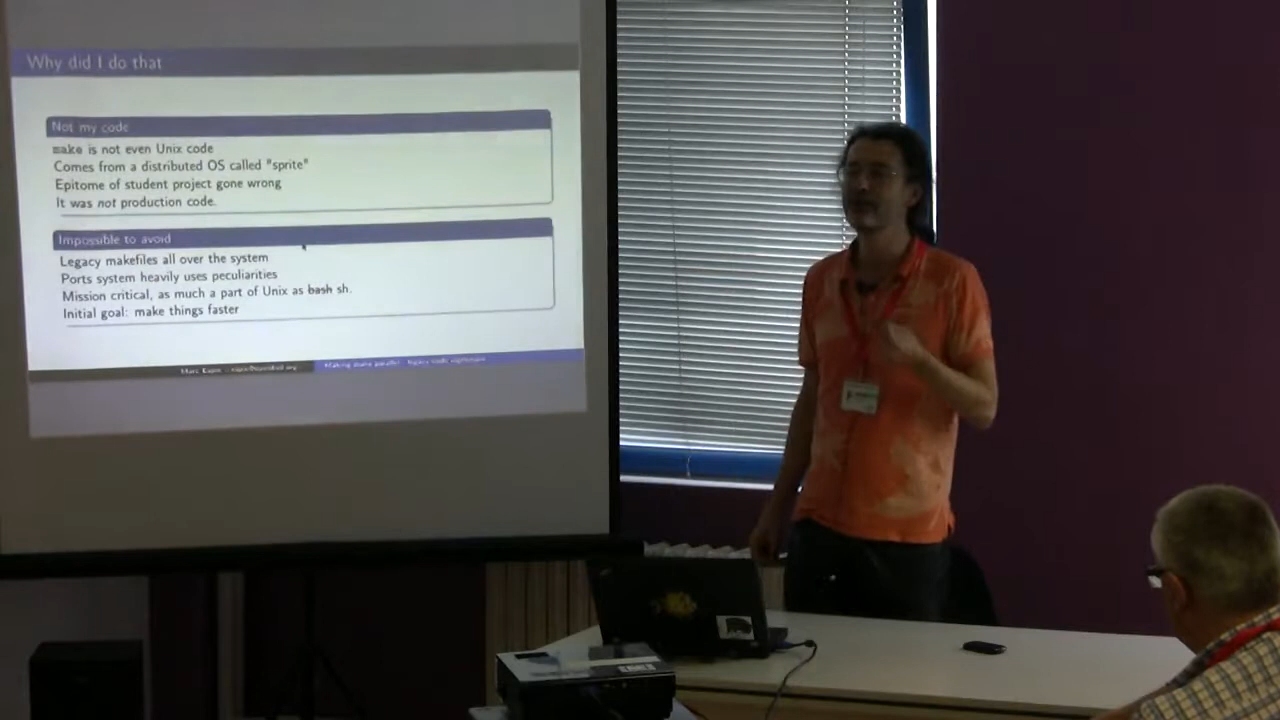 Why did I do that
Not my code
make is not even Unix code
Comes from a distributed OS called "sprite"
Epitome of student project gone wrong
It was not production code.
Impossible to avoid
Legacy makefiles all over the system
Ports system heavily uses peculiarities
Mission critical, as much a part of Unix as bash sh.
Initial goal: make things faster
Making make parallel